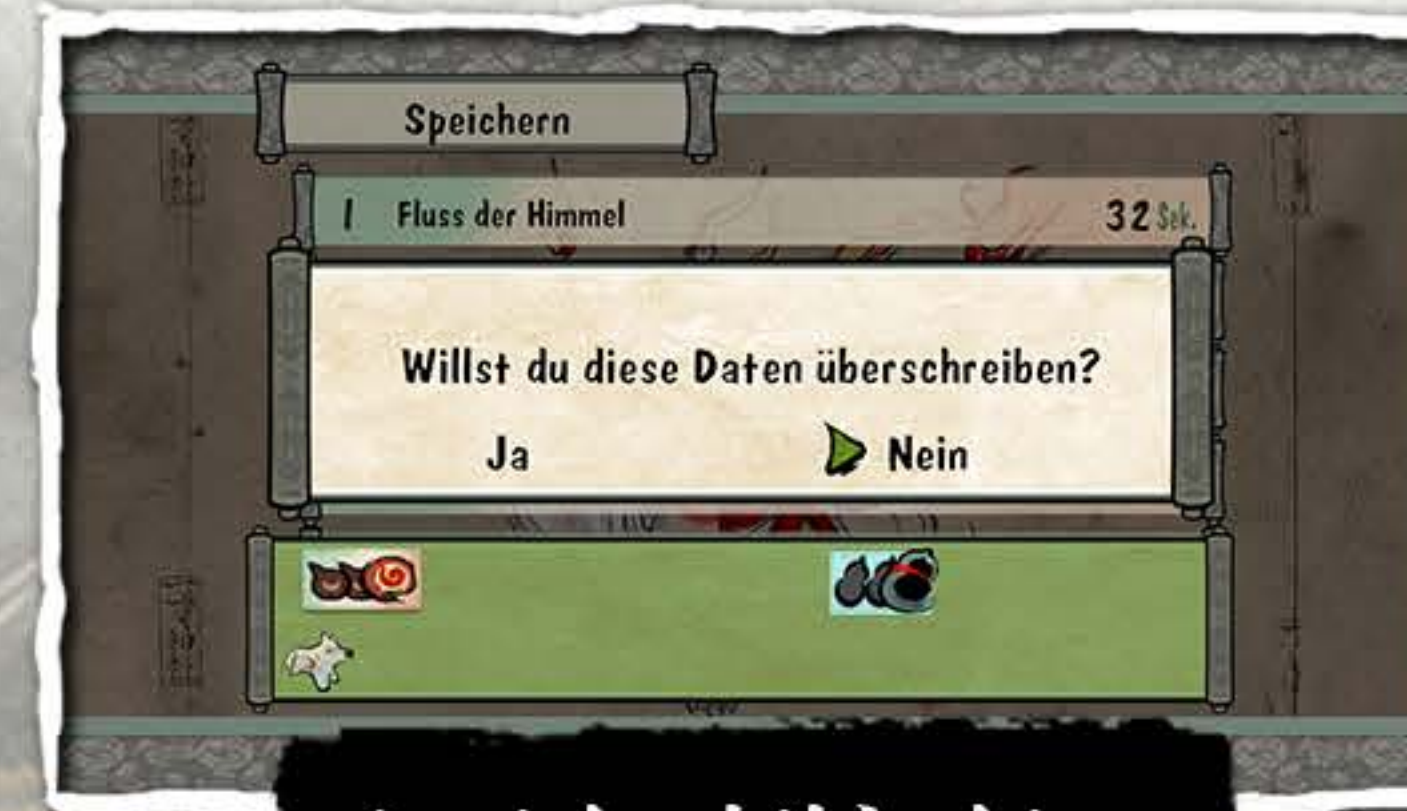 Speichern
1 Fluss der Himmel 32 Sek.
Willst du diese Daten überschreiben?
Ja Nein